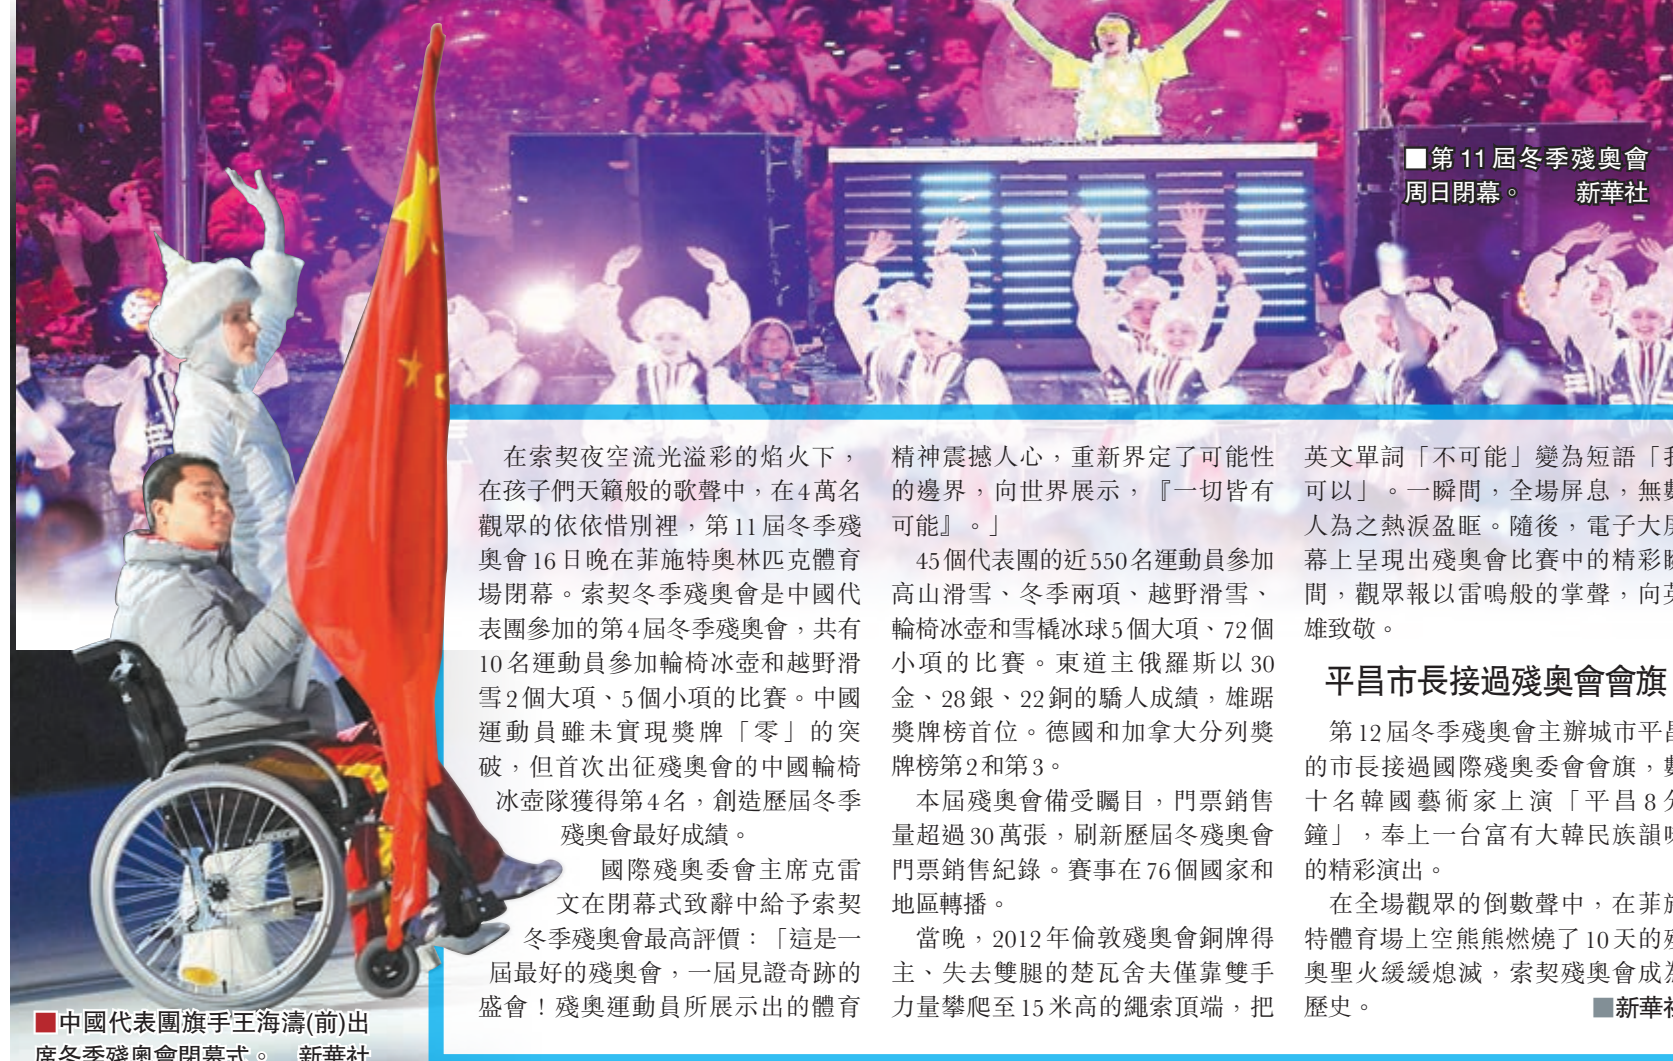 ■第11屆冬季殘奧會
周日閉幕。 新華社
在索契夜空流光溢彩的焰火下，
在孩子們天籟般的歌聲中，在4萬名
觀眾的依依惜別裡，第11屆冬季殘
奧會16日晚在菲施特奧林匹克體育
場閉幕。索契冬季殘奧會是中國代
表團參加的第4屆冬季殘奧會，共有
10名運動員參加輪椅冰壺和越野滑
雪2個大項、5個小項的比賽。中國
運動員雖未實現獎牌「零」的突
破，但首次出征殘奧會的中國輪椅
冰壺隊獲得第4名，創造歷屆冬季
殘奧會最好成績。
國際殘奧委會主席克雷
文在閉幕式致辭中給予索契
冬季殘奧會最高評價：「這是一
屆最好的殘奧會，一屆見證奇跡的
盛會！殘奧運動員所展示出的體育
精神震撼人心，重新界定了可能性
的邊界，向世界展示，『一切皆有
可能』。」
45個代表團的近550名運動員參加
高山滑雪、冬季兩項、越野滑雪、
輪椅冰壺和雪橇冰球5個大項、72個
小項的比賽。東道主俄羅斯以30
金、28銀、22銅的驕人成績，雄踞
獎牌榜首位。德國和加拿大分列獎
牌榜第2和第3。
本屆殘奧會備受矚目，門票銷售
量超過30萬張，刷新歷屆冬殘奧會
門票銷售紀錄。賽事在76個國家和
地區轉播。
當晚，2012年倫敦殘奧會銅牌得
主、失去雙腿的楚瓦舍夫僅靠雙手
力量攀爬至15米高的繩索頂端，把
英文單詞「不可能」變為短語「我
可以」。一瞬間，全場屏息，無數
人為之熱淚盈眶。隨後，電子大屏
幕上呈現出殘奧會比賽中的精彩瞬
間，觀眾報以雷鳴般的掌聲，向英
雄致敬。
平昌市長接過殘奧會會旗
第12屆冬季殘奧會主辦城市平昌
的市長接過國際殘奧委會會旗，數
十名韓國藝術家上演「平昌8分
鐘」，奉上一台富有大韓民族韻味
的精彩演出。
在全場觀眾的倒數聲中，在菲施
特體育場上空熊熊燃燒了10天的殘
奧聖火緩緩熄滅，索契殘奧會成為
歷史。 ■新華社
■中國代表團旗手王海濤(前)出
席冬季殘奧會閉幕式。 新華社